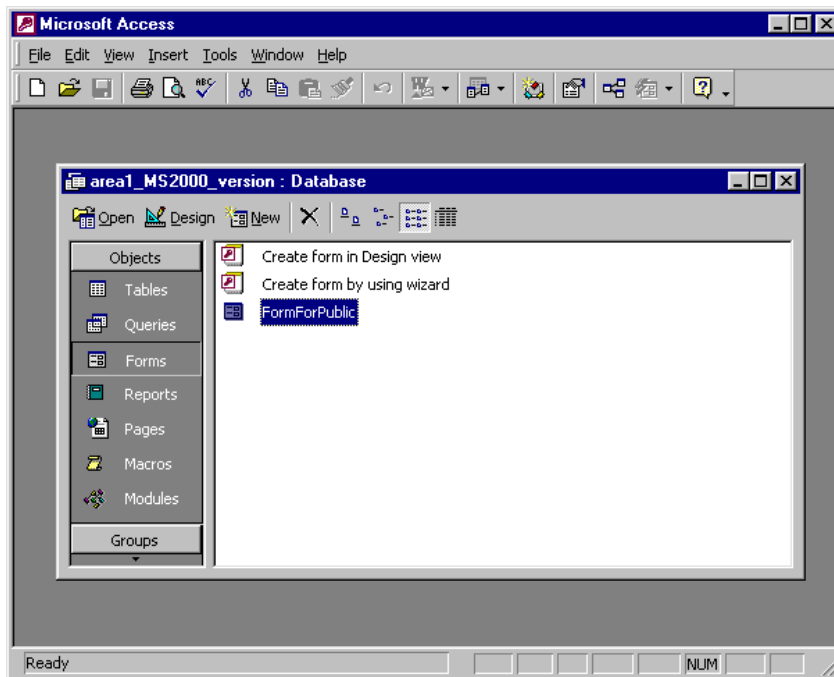 Microsoft Access
File Edit View Insert Tools Window Help
ABC
area1_MS2000_version : Database
Open Design New
Objects
Tables
Queries
Forms
Reports
Pages
Macros
Modules
Groups
Create form in Design view
Create form by using wizard
FormForPublic
Ready
NUM